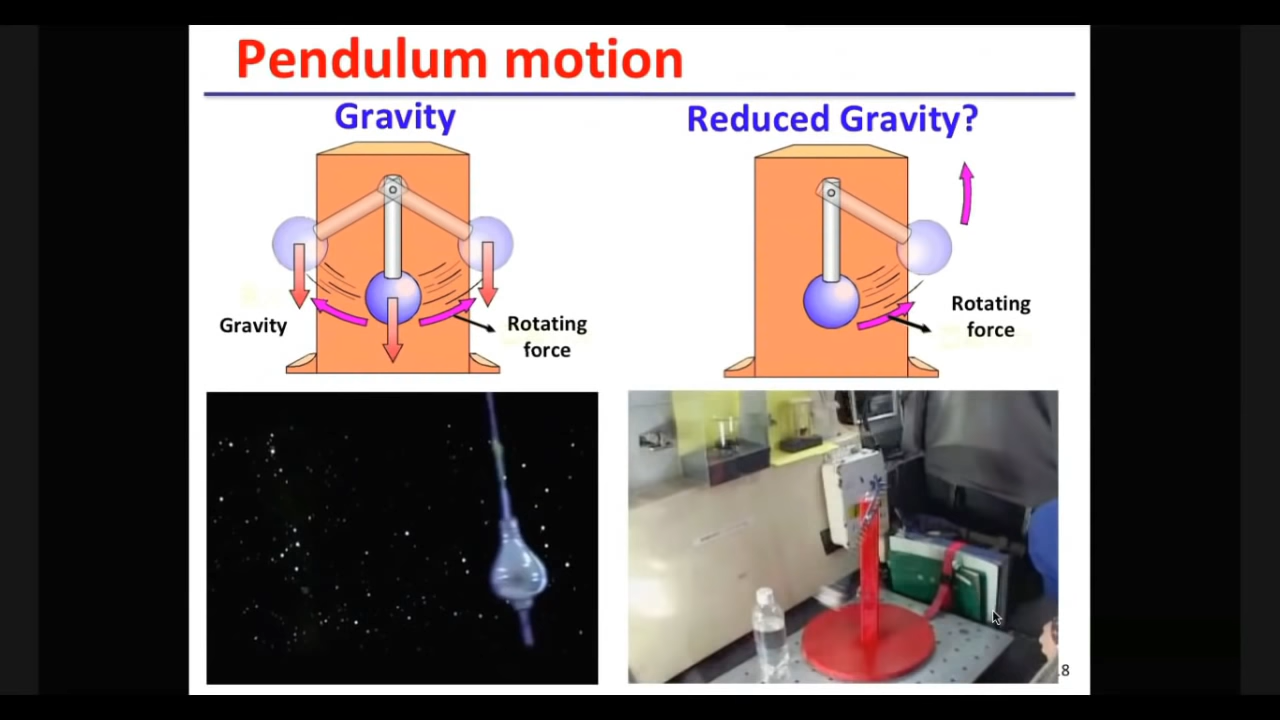 Pendulum motion
Gravity
Reduced Gravity?
Gravity
Rotating
force
Rotating
force
8